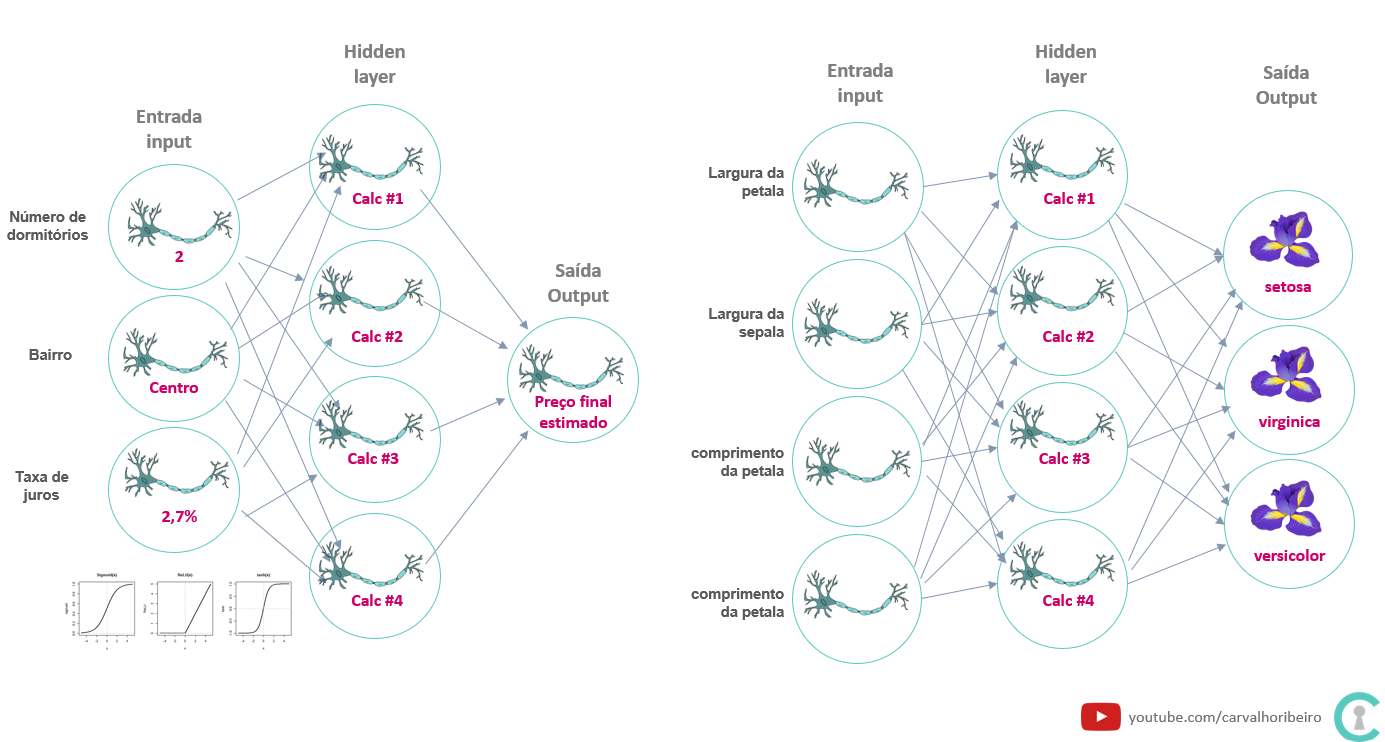 Hidden
layer
Entrada
input
Número de
dormitórios
2
Bairro
Centro
Taxa de
juros
2,7%
Calc #1
Calc #2
Calc #3
Calc #4
Saída
Output
Preço final
estimado
Sigmoid(x)
ReLU(x)
tanh(x)
Entrada
input
Hidden
layer
Saída
Output
Largura da
petala
Largura da
sepala
comprimento
da petala
comprimento
da petala
Calc #1
Calc #2
Calc #3
Calc #4
setosa
virginica
versicolor
youtube.com/carvalhoribeiro